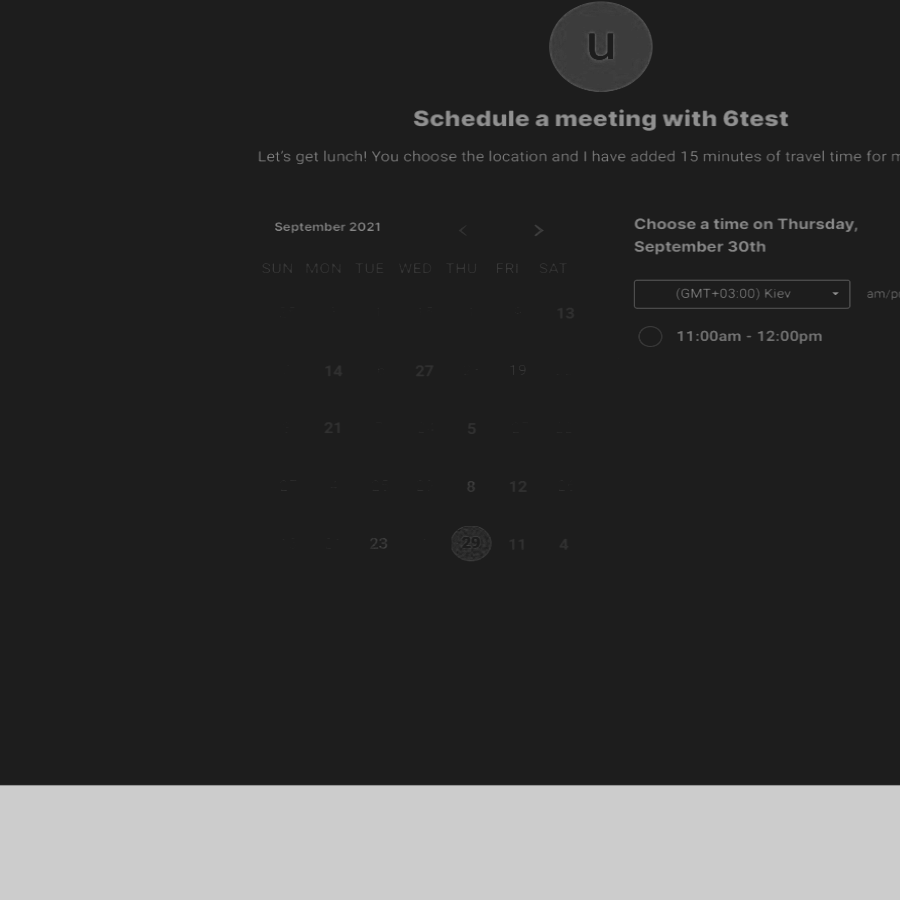 u
Schedule a meeting with 6test
Let's get lunch! You choose the location and I have added 15 minutes of travel time for
September 2021
< >
SUN MON TUE WED THU FRI SAT
13
14 27 19
21 5
8 12
23 29 11 4
Choose a time on Thursday,
September 30th
(GMT+03:00) Kiev
11:00am - 12:00pm